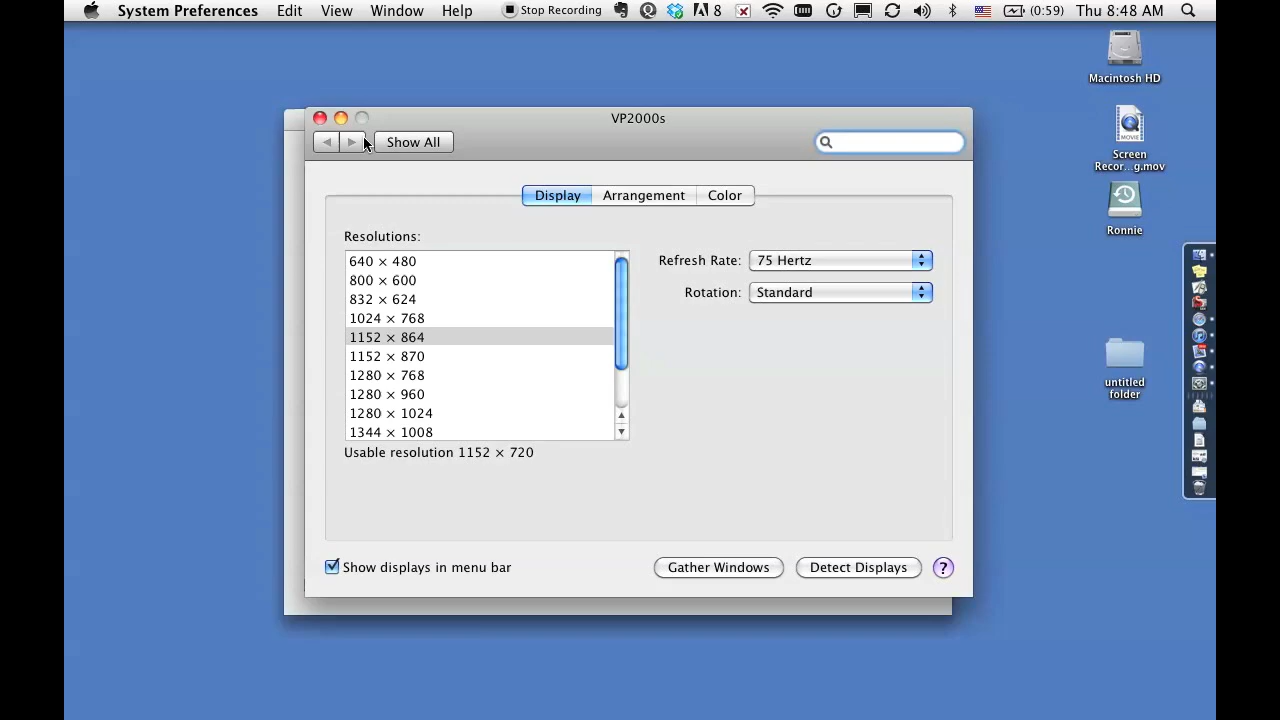 System Preferences Edit View Window Help Stop Recording 8 (0:59) Thu 8:48 AM
Macintosh HD
VP2000s
Show All
Screen
Recor...g.mov
Display Arrangement Color
Ronnie
Resolutions:
640 × 480
800 × 600
832 × 624
1024 × 768
1152 × 864
1152 × 870
1280 × 768
1280 × 960
1280 × 1024
1344 × 1008
Refresh Rate: 75 Hertz
Rotation: Standard
untitled
folder
Usable resolution 1152 × 720
Show displays in menu bar
Gather Windows Detect Displays ?